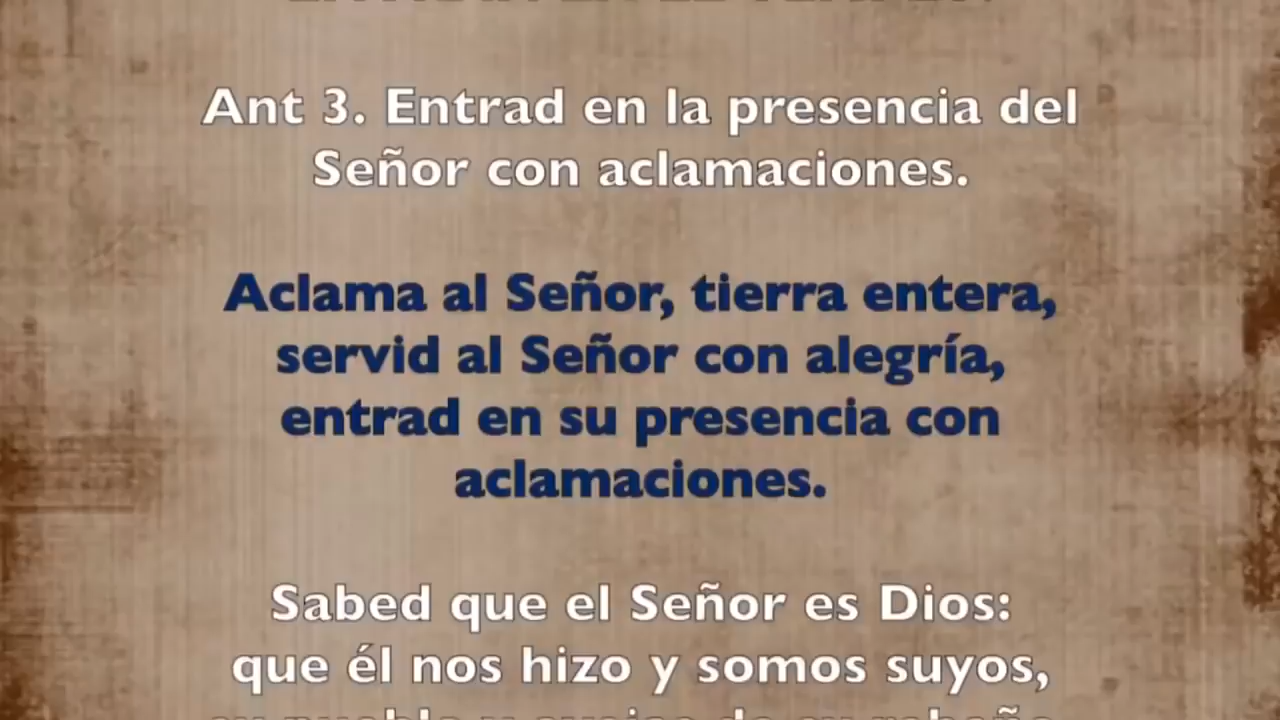 Ant 3. Entrad en la presencia del
Señor con aclamaciones.
Aclama al Señor, tierra entera,
servid al Señor con alegría,
entrad en su presencia con
aclamaciones.
Sabed que el Señor es Dios:
que él nos hizo y somos suyos,